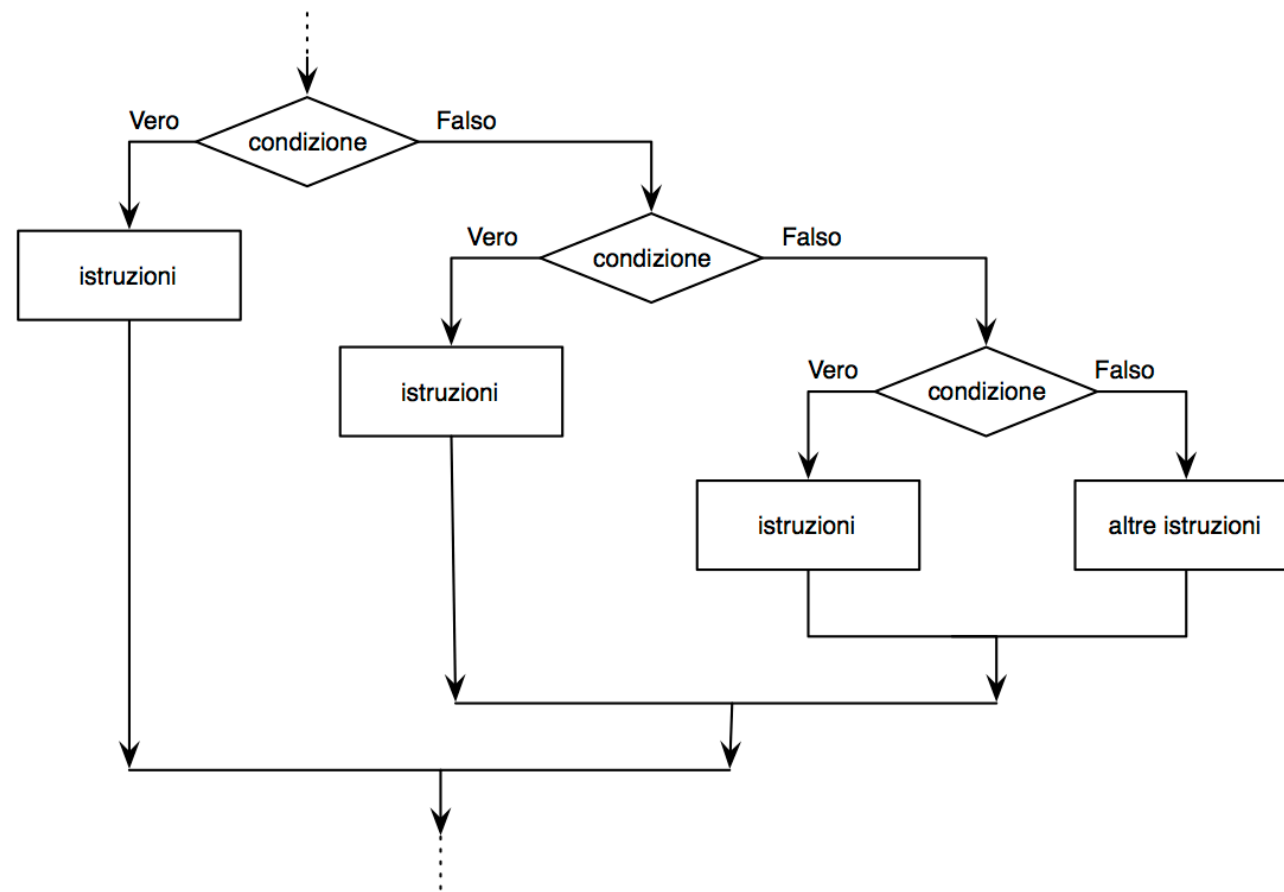 Vero
Falso
condizione
Vero
Falso
condizione
istruzioni
Vero
Falso
condizione
istruzioni
istruzioni
altre istruzioni